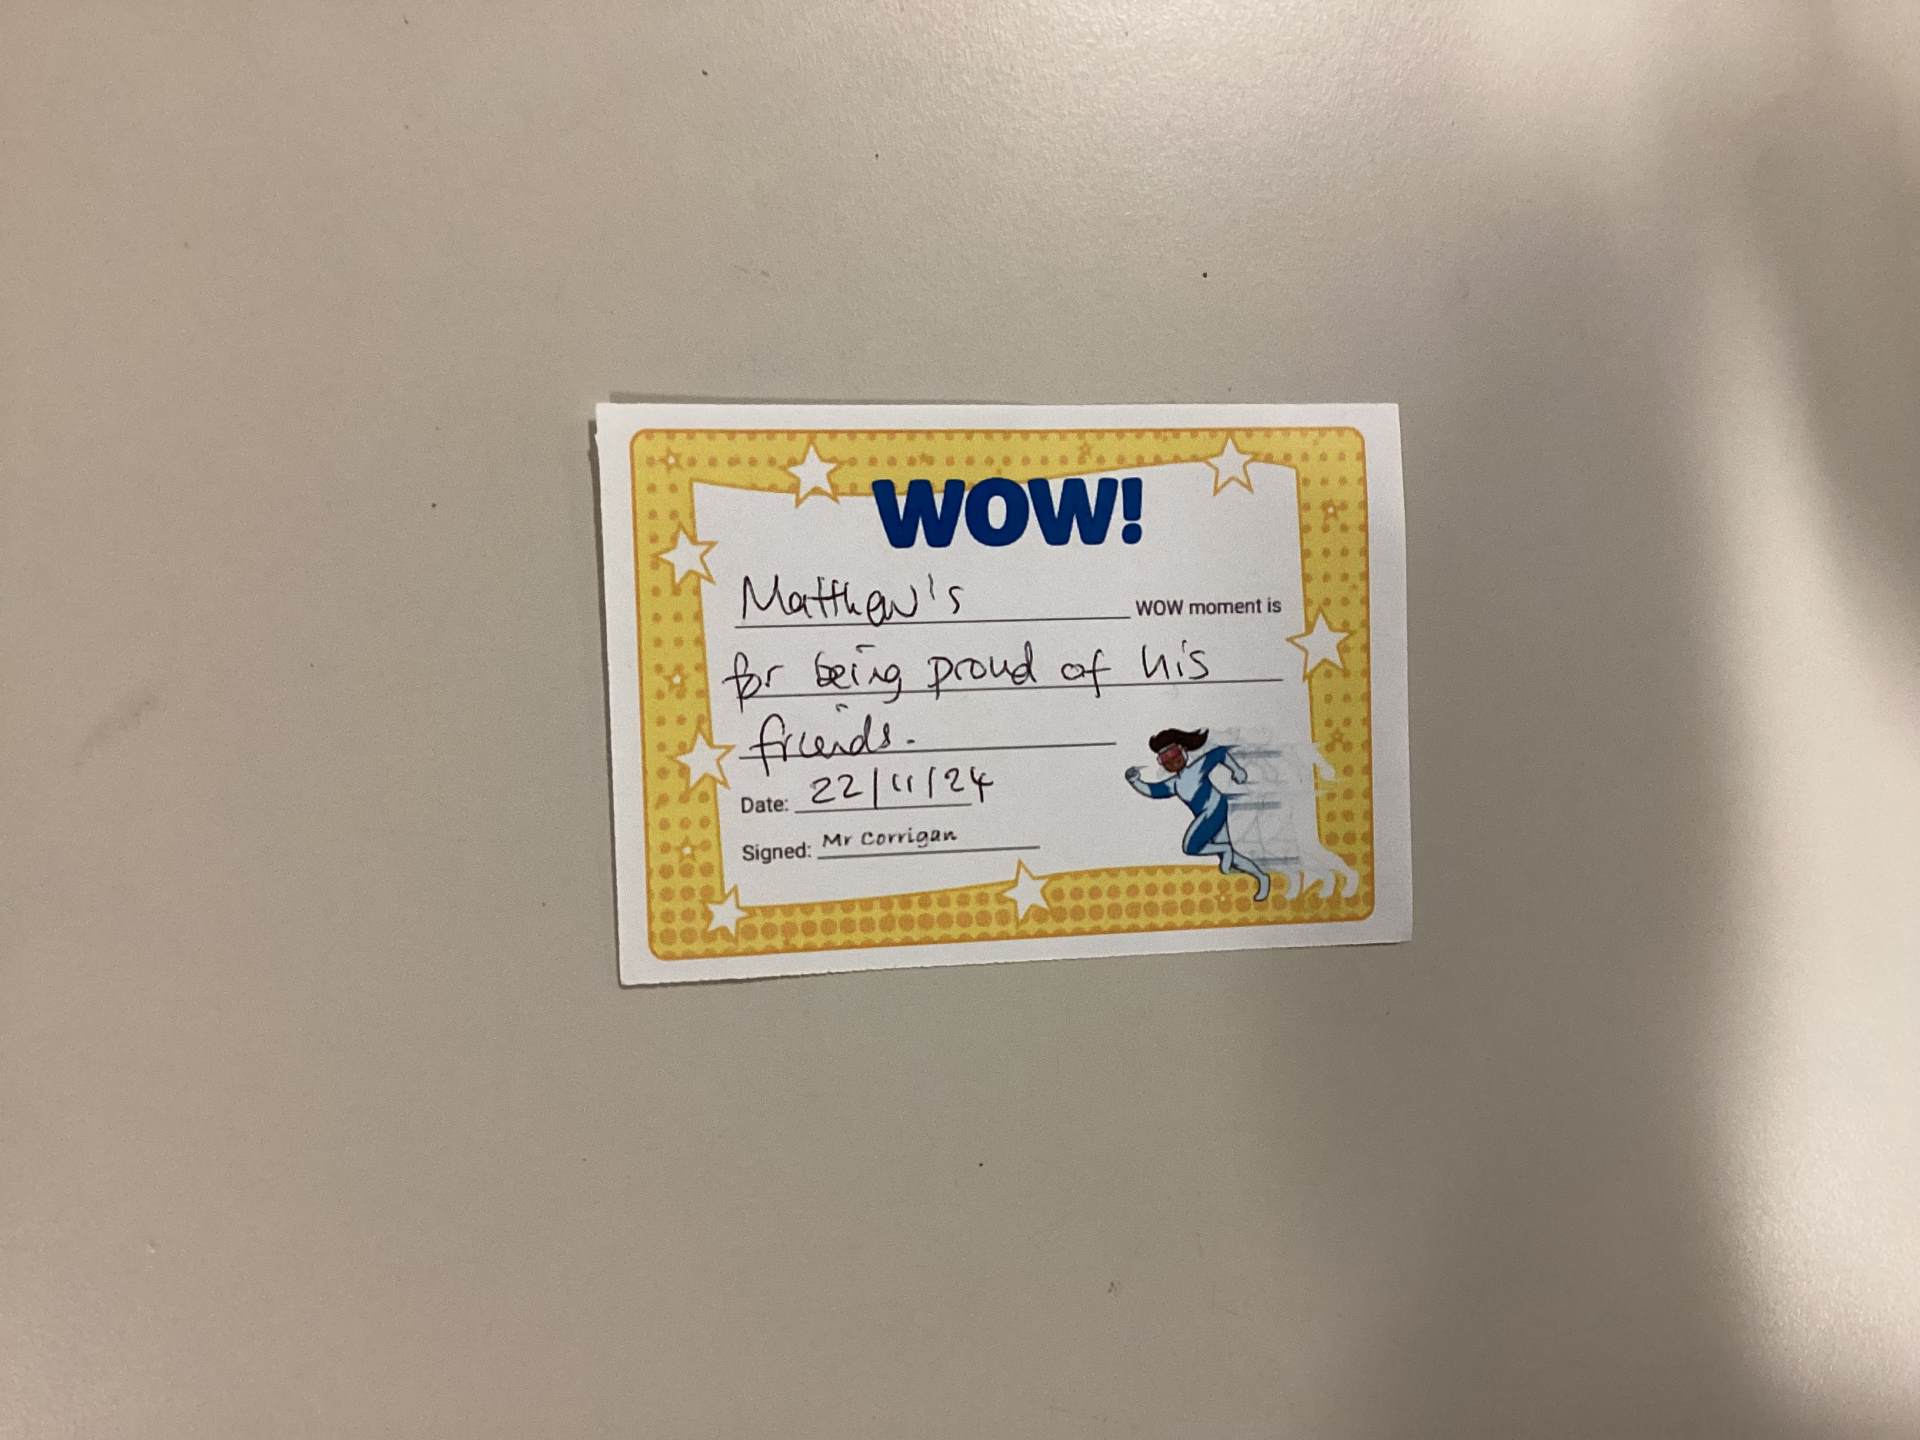 WOW!
Matthew's WOW moment is
for being proud of his
friends.
Date: 22/11/24
Signed: Mr Corrigan